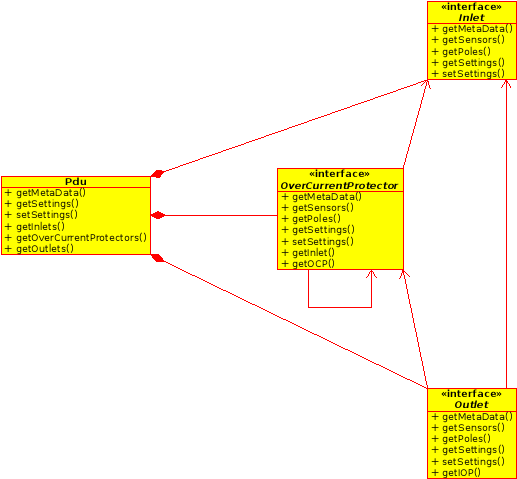 «interface»
Inlet
+ getMetaData()
+ getSensors()
+ getPoles()
+ getSettings()
+ setSettings()
Pdu
+ getMetaData()
+ getSettings()
+ setSettings()
+ getInlets()
+ getOverCurrentProtectors()
+ getOutlets()
«interface»
OverCurrentProtector
+ getMetaData()
+ getSensors()
+ getPoles()
+ getSettings()
+ setSettings()
+ getInlet()
+ getOCP()
«interface»
Outlet
+ getMetaData()
+ getSensors()
+ getPoles()
+ getSettings()
+ setSettings()
+ getIOP()